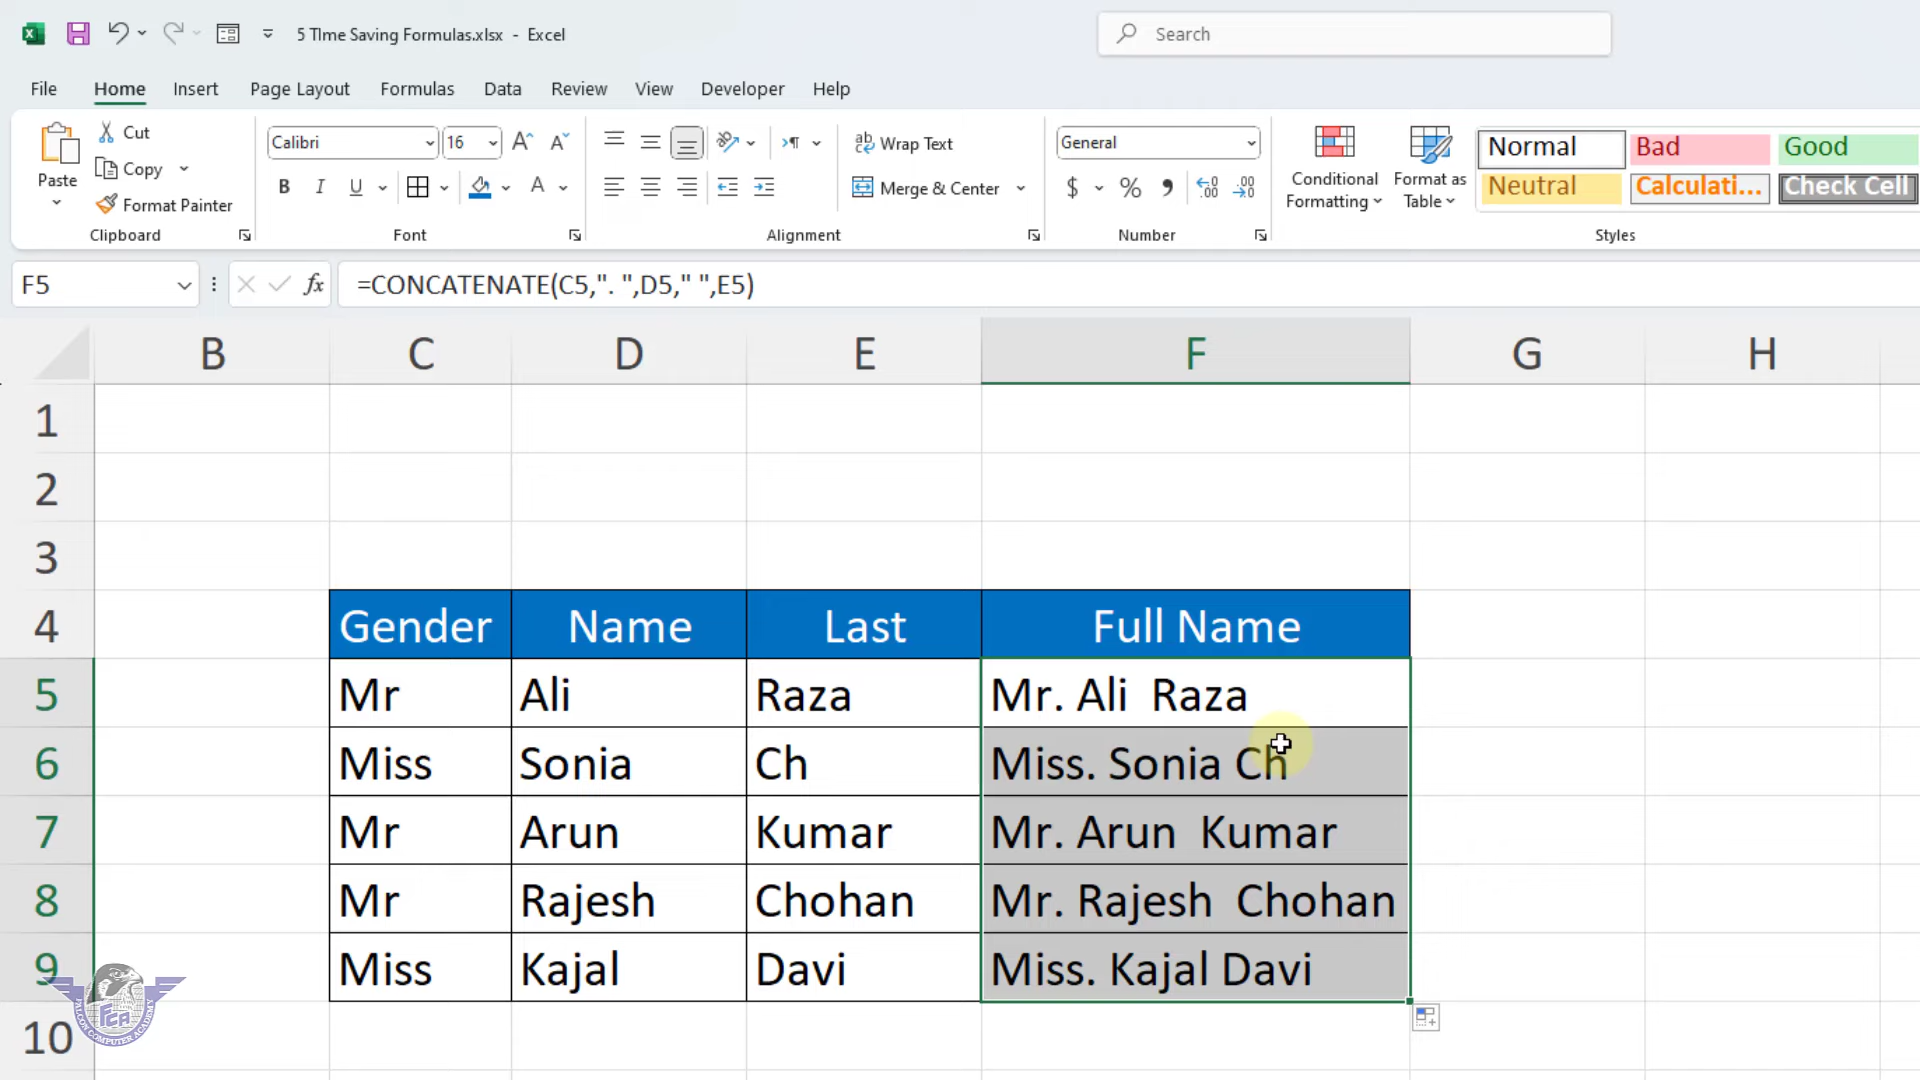 5 TIme Saving Formulas.xlsx - Excel
Search
File Home Insert Page Layout Formulas Data Review View Developer Help
Paste
Cut
Copy
Format Painter
Clipboard
Calibri 16
B I U
Font
Wrap Text
Merge & Center
Alignment
General
$ % ,
Number
Conditional Formatting
Format as Table
Normal Bad Good
Neutral Calculati... Check Cell
Styles
F5 fx =CONCATENATE(C5,". ",D5," ",E5)
B C D E F G H
1
2
3
4 Gender Name Last Full Name
5 Mr Ali Raza Mr. Ali  Raza
6 Miss Sonia Ch Miss. Sonia Ch
7 Mr Arun Kumar Mr. Arun  Kumar
8 Mr Rajesh Chohan Mr. Rajesh  Chohan
9 Miss Kajal Davi Miss. Kajal Davi
10
FCA
FALCON COMPUTER ACADEMY